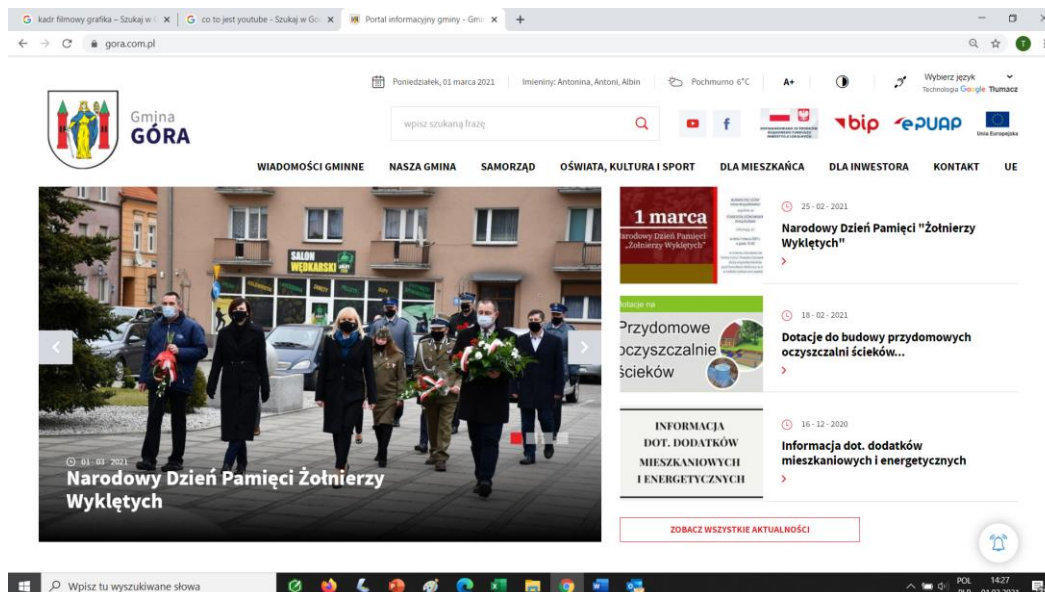 kadr filmowy grafika – Szukaj w G
co to jest youtube - Szukaj w Go
Portal informacyjny gminy - Gmin
gora.com.pl
T
Poniedziałek, 01 marca 2021
Imieniny: Antonina, Antoni, Albin
Pochmurno 6°C
A+
Wybierz język
Technologia Google Tłumacz
Gmina
GÓRA
wpisz szukaną frazę
bip
ePUAP
Unia Europejska
WIADOMOŚCI GMINNE NASZA GMINA SAMORZĄD OŚWIATA, KULTURA I SPORT DLA MIESZKAŃCA DLA INWESTORA KONTAKT UE
SALON
WĘDKARSKI
01 - 03 - 2021
Narodowy Dzień Pamięci Żołnierzy
Wyklętych
1 marca
Narodowy Dzień Pamięci
„Żołnierzy Wyklętych"
25 - 02 - 2021
Narodowy Dzień Pamięci "Żołnierzy
Wyklętych"
dotacje na
Przydomowe
oczyszczalnie
ścieków
18 - 02 - 2021
Dotacje do budowy przydomowych
oczyszczalni ścieków...
INFORMACJA
DOT. DODATKÓW
MIESZKANIOWYCH
I ENERGETYCZNYCH
16 - 12 - 2020
Informacja dot. dodatków
mieszkaniowych i energetycznych
ZOBACZ WSZYSTKIE AKTUALNOŚCI
Wpisz tu wyszukiwane słowa
POL
14:27
PLP
01.03.2021